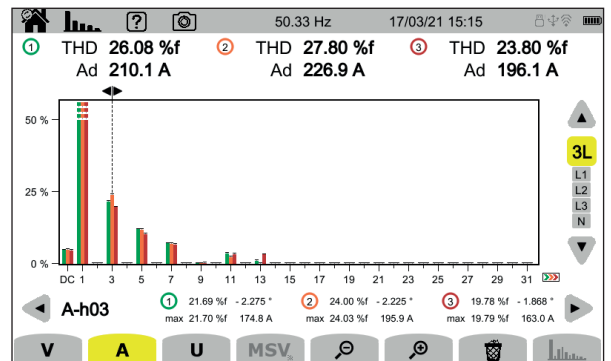 ? 50.33 Hz 17/03/21 15:15
1 THD 26.08 %f 2 THD 27.80 %f 3 THD 23.80 %f
Ad 210.1 A Ad 226.9 A Ad 196.1 A
50 %
3L
L1
L2
25 %
L3
N
0 %
DC 1 3 5 7 9 11 13 15 17 19 21 23 25 27 29 31
A-h03 1 21.69 %f -2.275 ° 2 24.00 %f -2.225 ° 3 19.78 %f -1.868 °
max 21.70 %f 174.8 A max 24.03 %f 195.9 A max 19.79 %f 163.0 A
V A U MSV